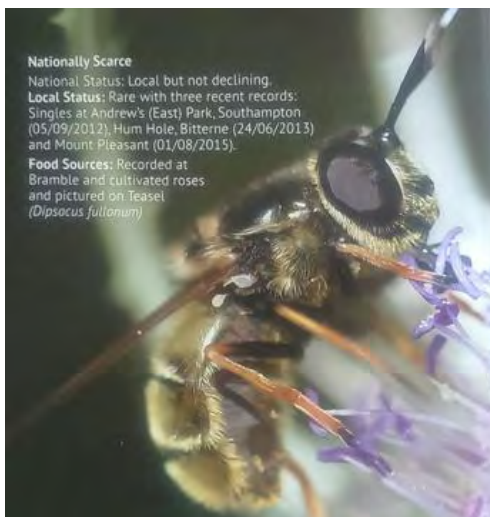 Nationally Scarce
National Status: Local but not declining.
Local Status: Rare with three recent records:
Singles at Andrew's (East) Park, Southampton
(05/09/2012), Hum Hole, Bitterne (24/06/2013)
and Mount Pleasant (01/08/2015).
Food Sources: Recorded at
Bramble and cultivated roses
and pictured on Teasel
(Dipsacus fullonum)